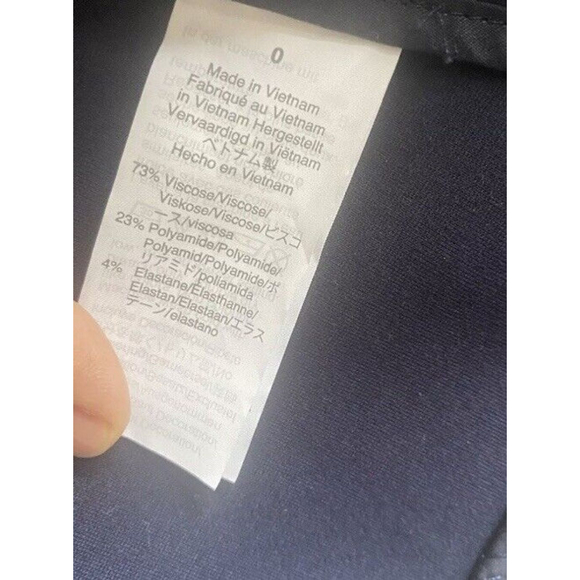 0
Made in Vietnam
Fabriqué au Vietnam
in Vietnam Hergestellt
Vervaardigd in Viëtnam
ベトナム製
Hecho en Vietnam
73% Viscose/Viscose/
Viskose/Viscose/ビスコ
ース/viscosa
23% Polyamide/Polyamide/
Polyamid/Polyamide/ポ
リアミド/poliamida
4% Elastane/Élasthanne/
Elastan/Elastaan/エラス
テーン/elastano